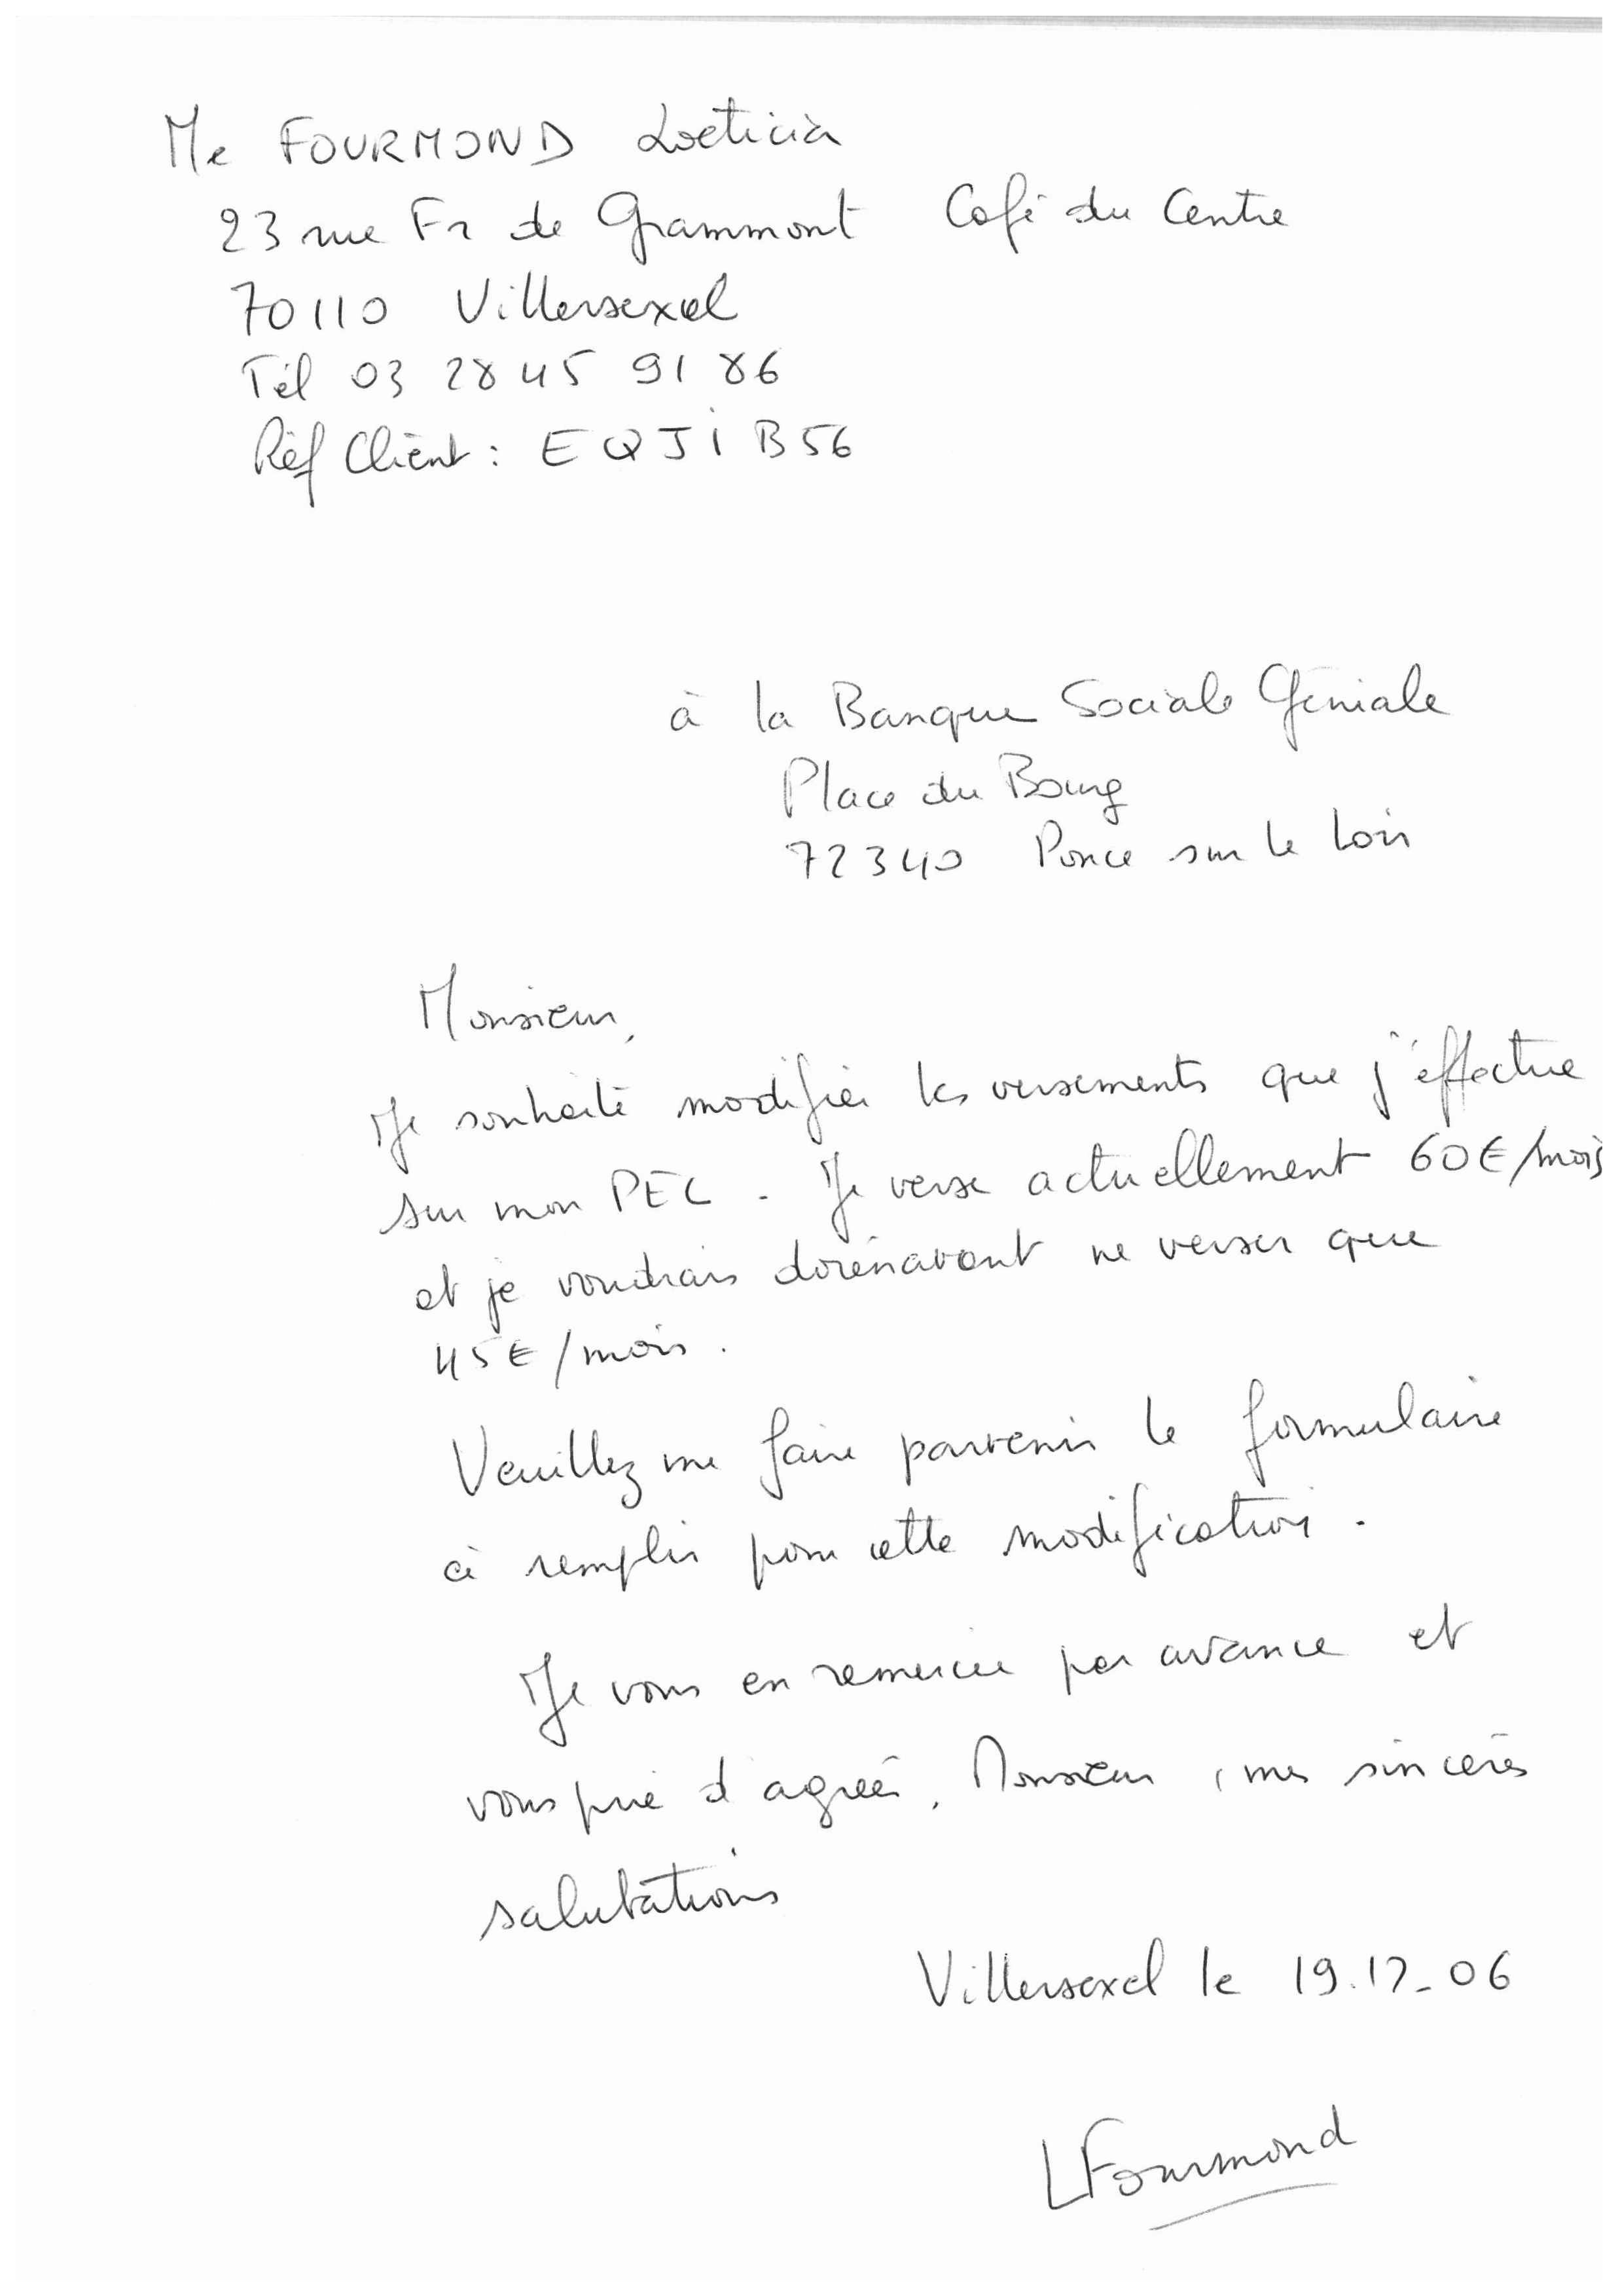 Me FOURMOND Loeticia
23 rue Fr de Grammont Café du Centre
70110 Villersexel
Tél 03 28 45 91 86
Réf Client : EQJIB56
à la Banque Sociale Géniale
Place du Bourg
72340 Ponce sur le Loir
Monsieur,
Je souhaite modifier les versements que j'effectue
sur mon PEL. Je verse actuellement 60€/mois
et je voudrais dorénavant ne verser que
45€/mois.
Veuillez me faire parvenir le formulaire
à remplir pour cette modification.
Je vous en remercie par avance et
vous prie d'agréer, Monsieur, mes sincères
salutations
Villersexel le 19.12-06
LFourmond